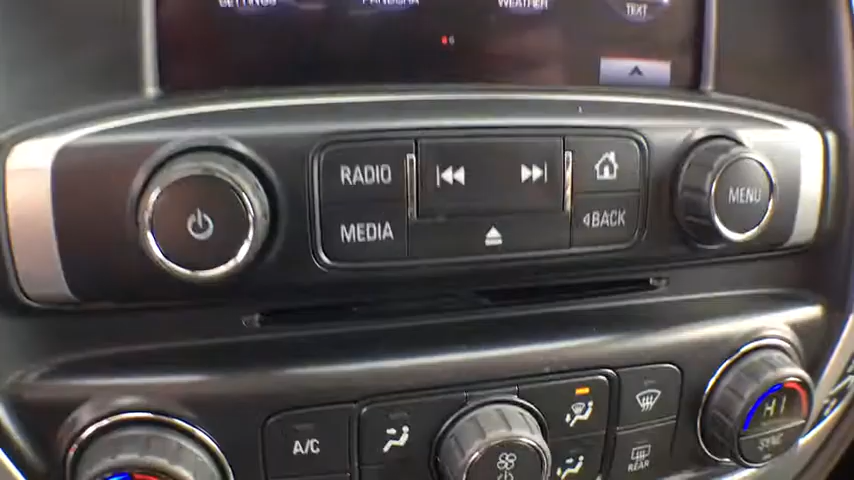 SETTINGS
PANDORA
WEATHER
TEXT
RADIO
MEDIA
BACK
MENU
A/C
REAR
HI
SYNC